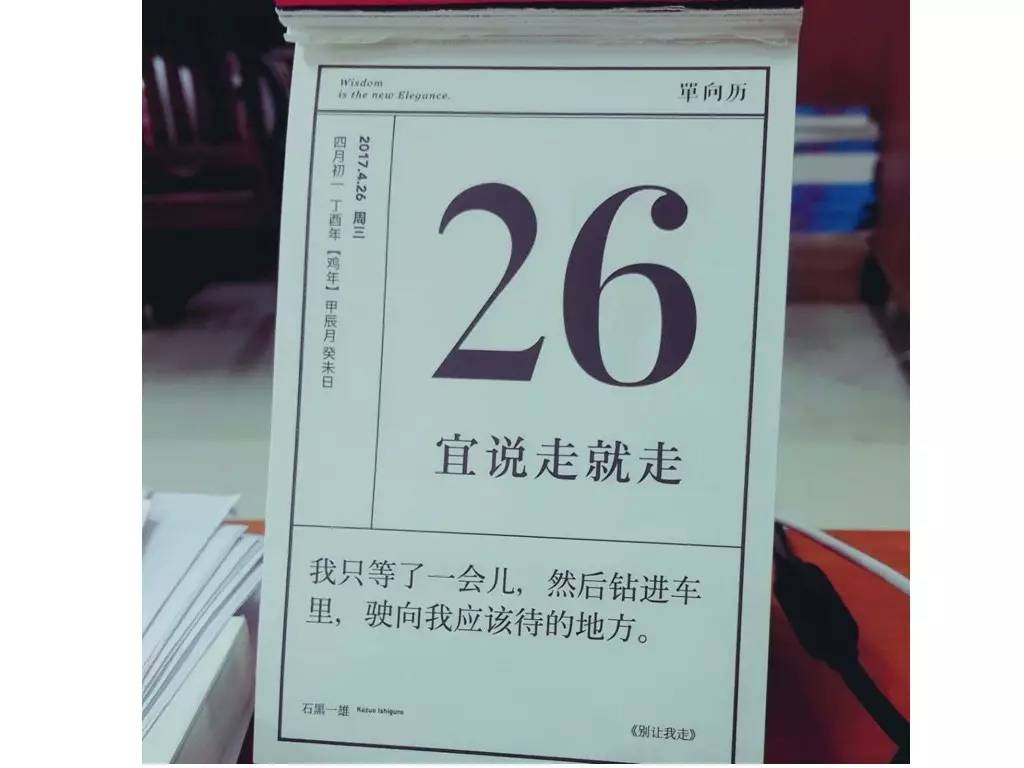 Wisdom
is the new Elegance.
單向历
2017.4.26 周三
四月初一 丁酉年【鸡年】甲辰月 癸未日
26
宜说走就走
我只等了一会儿，然后钻进车
里，驶向我应该待的地方。
石黑一雄 Kazuo Ishiguro
《别让我走》